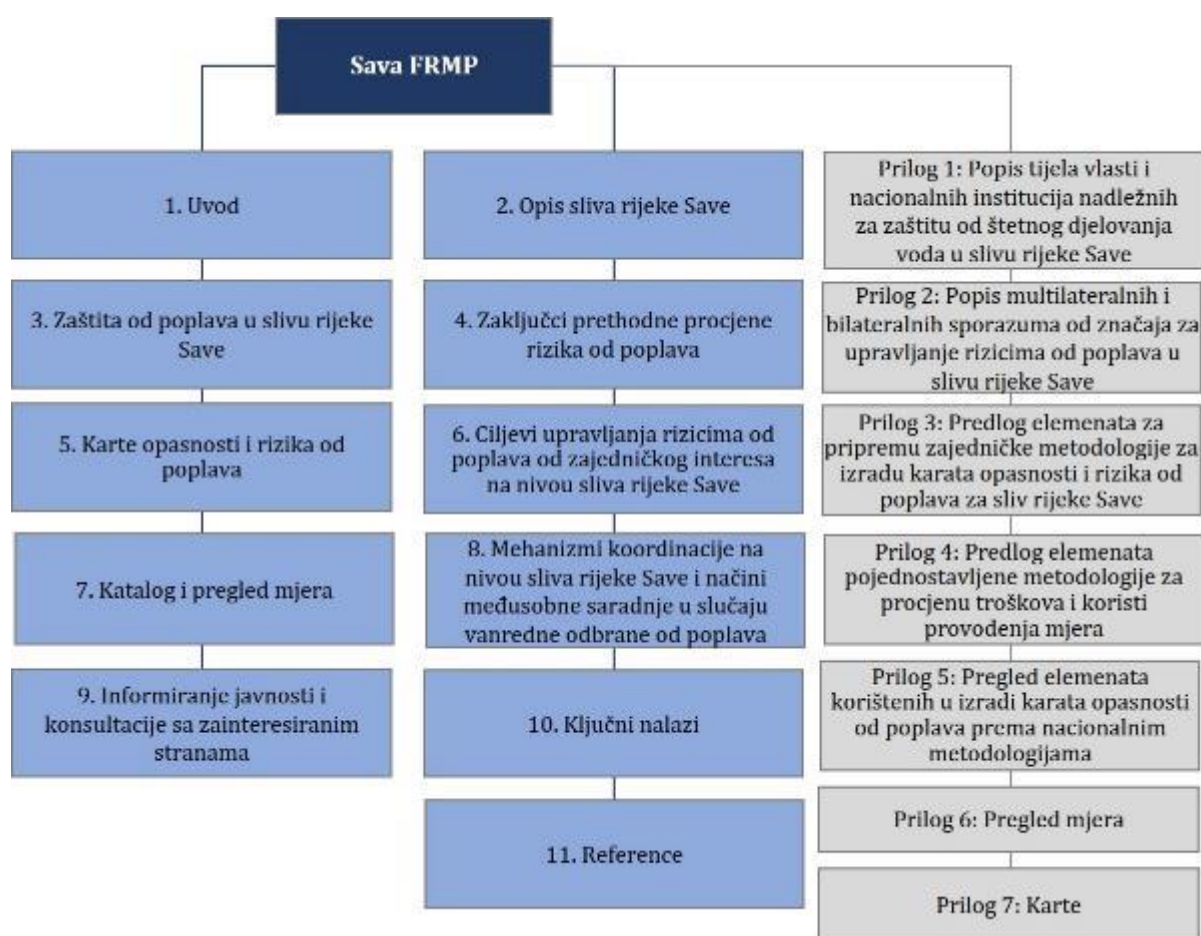 Sava FRMP
1. Uvod
2. Opis sliva rijeke Save
3. Zaštita od poplava u slivu rijeke
Save
4. Zaključci prethodne procjene
rizika od poplava
5. Karte opasnosti i rizika od
poplava
6. Ciljevi upravljanja rizicima od
poplava od zajedničkog interesa
na nivou sliva rijeke Save
7. Katalog i pregled mjera
8. Mehanizmi koordinacije na
nivou sliva rijeke Save i načini
međusobne saradnje u slučaju
vanredne odbrane od poplava
9. Informiranje javnosti i
konsultacije sa zainteresiranim
stranama
10. Ključni nalazi
11. Reference
Prilog 1: Popis tijela vlasti i
nacionalnih institucija nadležnih
za zaštitu od štetnog djelovanja
voda u slivu rijeke Save
Prilog 2: Popis multilateralnih i
bilateralnih sporazuma od značaja za
upravljanje rizicima od poplava u
slivu rijeke Save
Prilog 3: Predlog elemenata za
pripremu zajedničke metodologije za
izradu karata opasnosti i rizika od
poplava za sliv rijeke Save
Prilog 4: Predlog elemenata
pojednostavljene metodologije za
procjenu troškova i koristi
provođenja mjera
Prilog 5: Pregled elemenata
korištenih u izradi karata opasnosti
od poplava prema nacionalnim
metodologijama
Prilog 6: Pregled mjera
Prilog 7: Karte